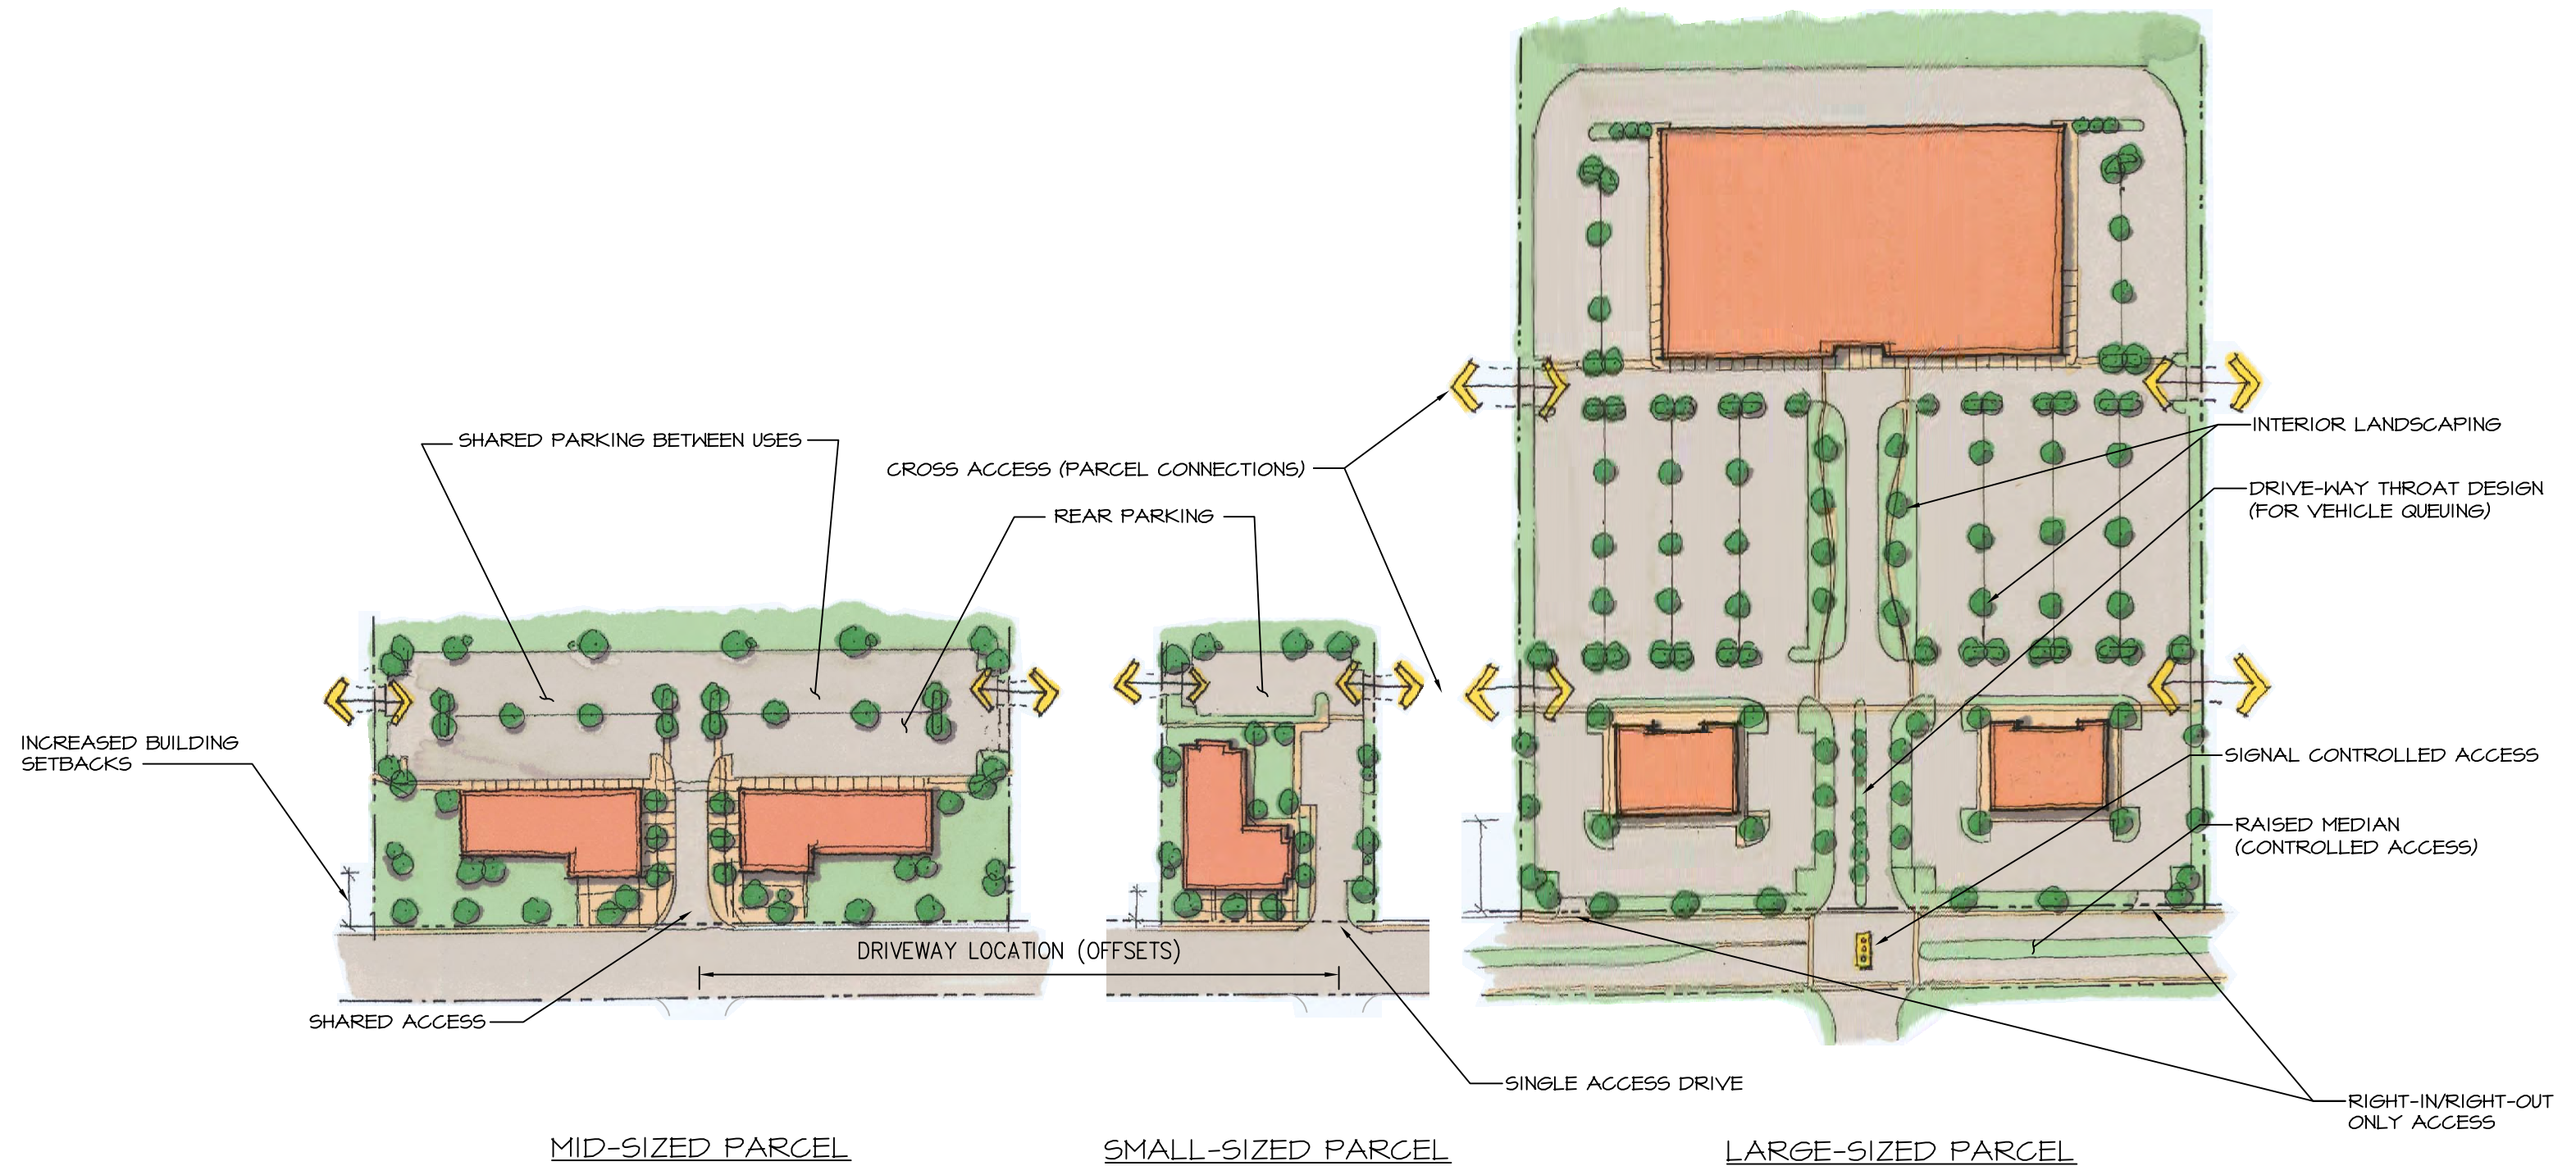 SHARED PARKING BETWEEN USES
CROSS ACCESS (PARCEL CONNECTIONS)
REAR PARKING
INTERIOR LANDSCAPING
DRIVE-WAY THROAT DESIGN
(FOR VEHICLE QUEUING)
INCREASED BUILDING
SETBACKS
SIGNAL CONTROLLED ACCESS
RAISED MEDIAN
(CONTROLLED ACCESS)
DRIVEWAY LOCATION (OFFSETS)
SHARED ACCESS
SINGLE ACCESS DRIVE
RIGHT-IN/RIGHT-OUT
ONLY ACCESS
MID-SIZED PARCEL
SMALL-SIZED PARCEL
LARGE-SIZED PARCEL